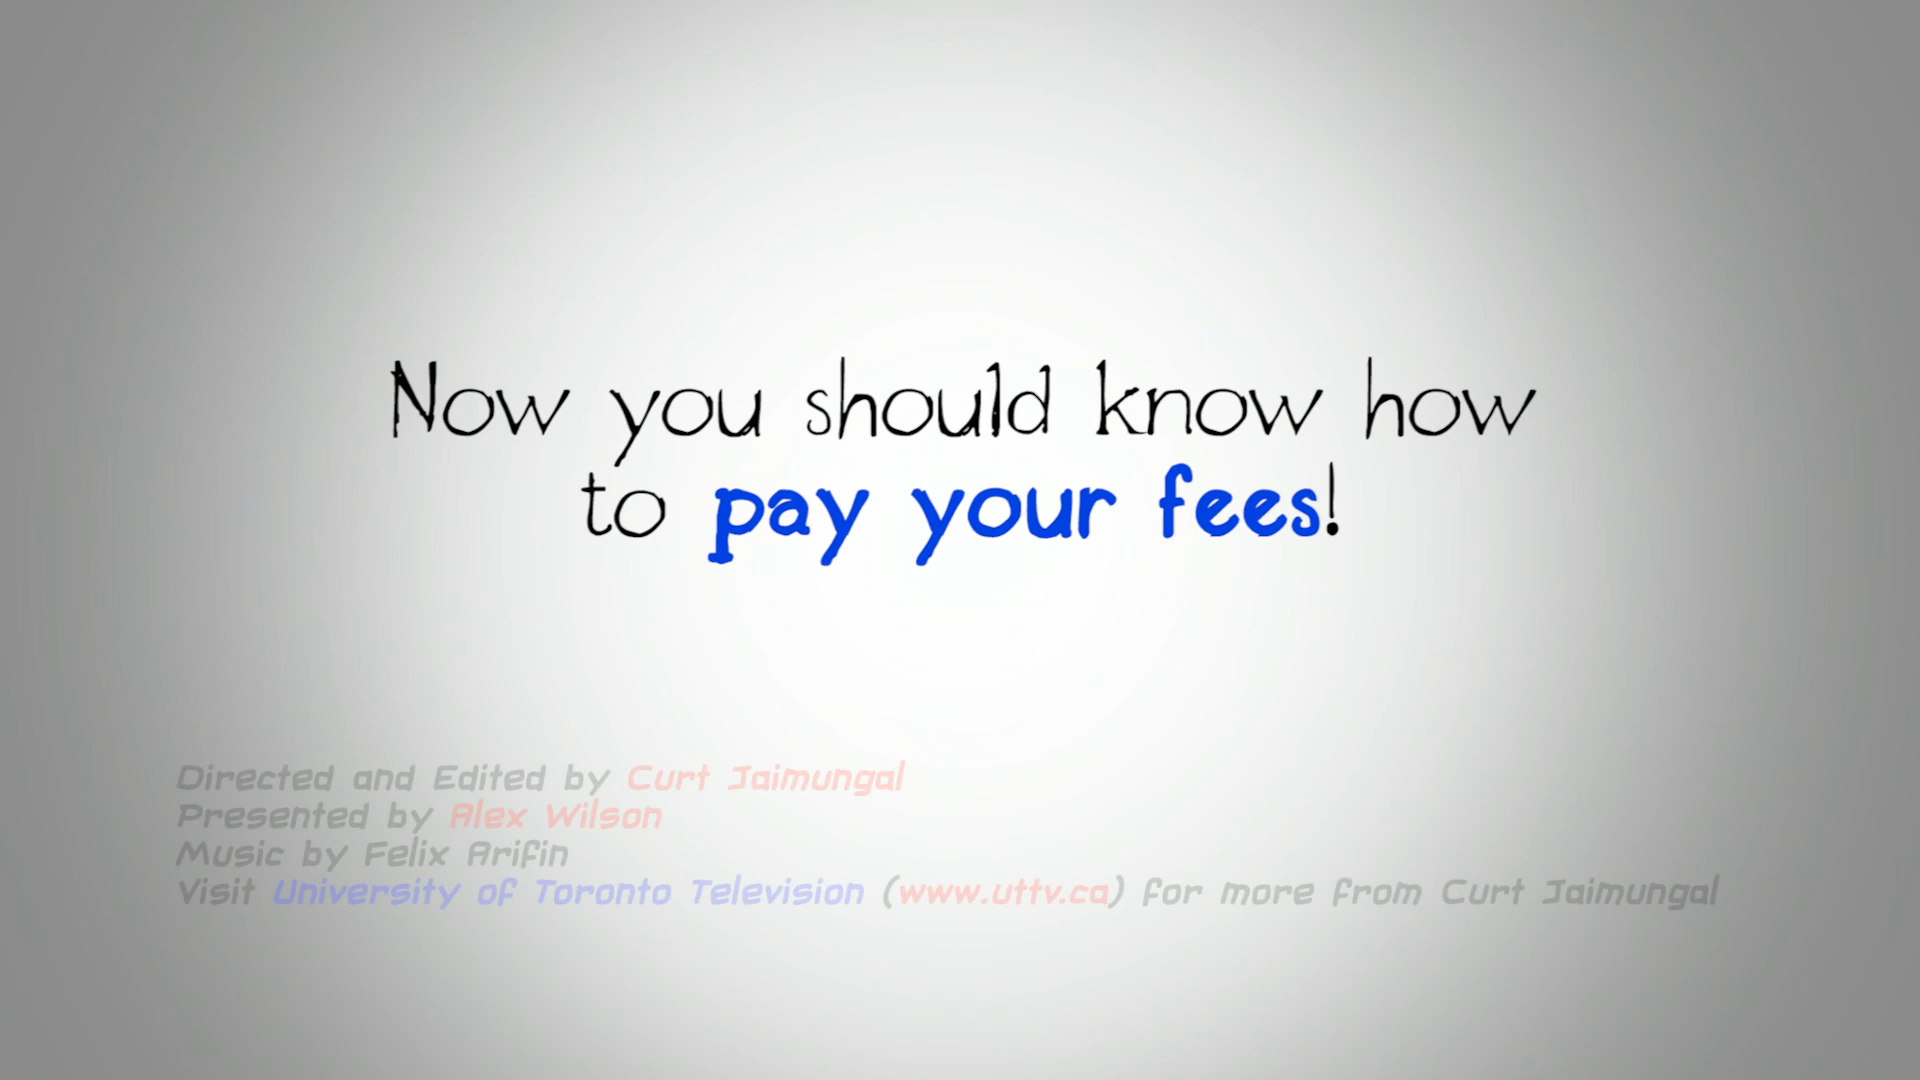 Now you should know how
to pay your fees!
Directed and Edited by Curt Jaimungal
Presented by Alex Wilson
Music by Felix Arifin
Visit University of Toronto Television (www.uttv.ca) for more from Curt Jaimungal